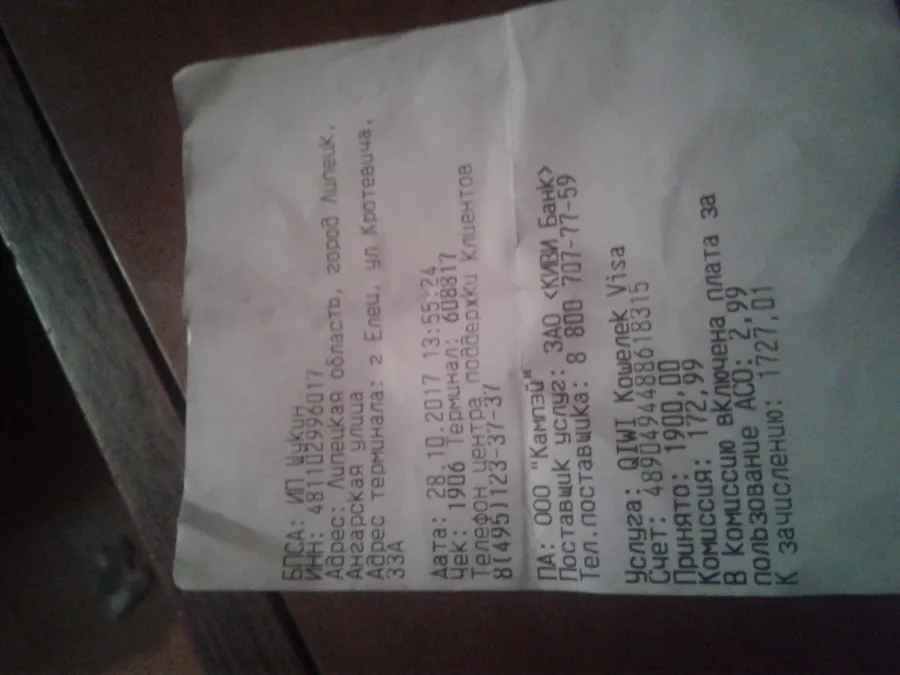 БПСА: ИП Щукин
ИНН: 481102996017
Адрес: Липецкая область, город Липецк,
Ангарская улица
Адрес терминала: г Елец, ул Кротевича,
33А
Дата: 28.10.2017 13:55:24
Чек: 1906 Терминал: 608817
Телефон центра поддержки Клиентов
8(495)123-37-37
ПА: ООО "Кампэй"
Поставщик услуг: ЗАО <КИВИ Банк>
Тел.поставщика: 8 800 707-77-59
Услуга: QIWI Кошелек Visa
Счет: 4890494488618315
Принято: 1900,00
Комиссия: 172,99
В комиссию включена плата за
пользование АСО: 2,99
К зачислению: 1727,01